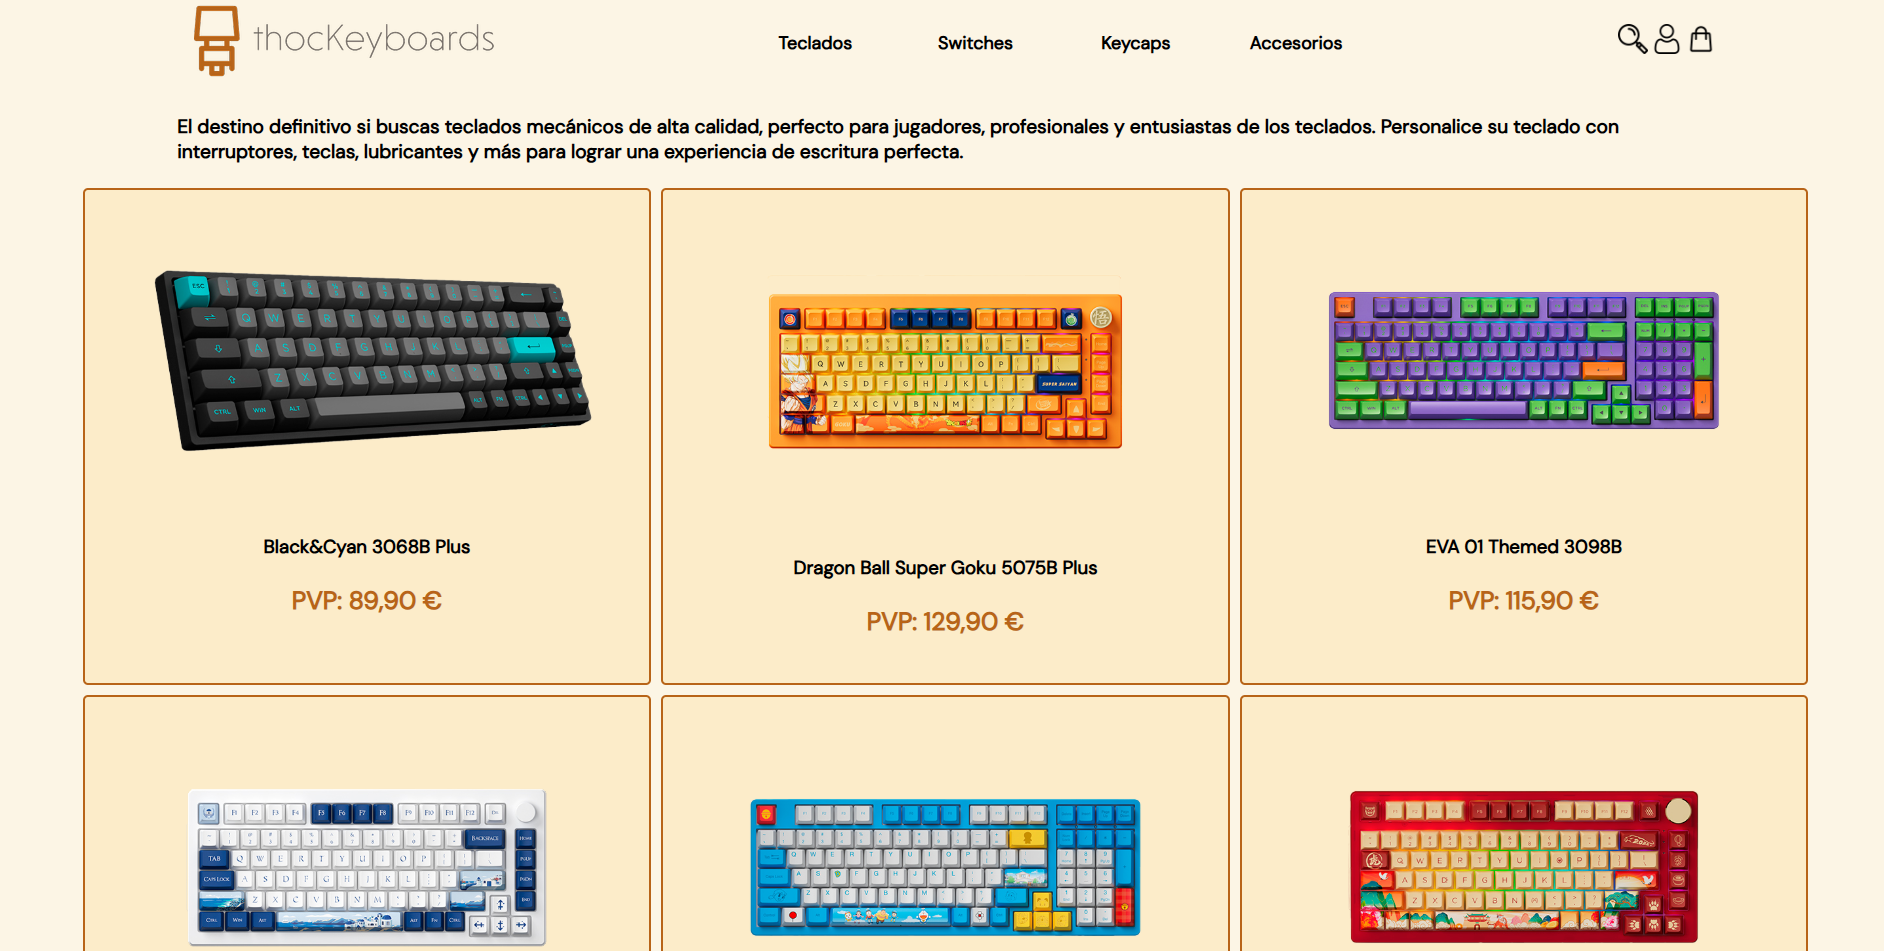 thocKeyboards
Teclados
Switches
Keycaps
Accesorios
El destino definitivo si buscas teclados mecánicos de alta calidad, perfecto para jugadores, profesionales y entusiastas de los teclados. Personalice su teclado con
interruptores, teclas, lubricantes y más para lograr una experiencia de escritura perfecta.
Black&Cyan 3068B Plus
PVP: 89,90 €
Dragon Ball Super Goku 5075B Plus
PVP: 129,90 €
EVA 01 Themed 3098B
PVP: 115,90 €